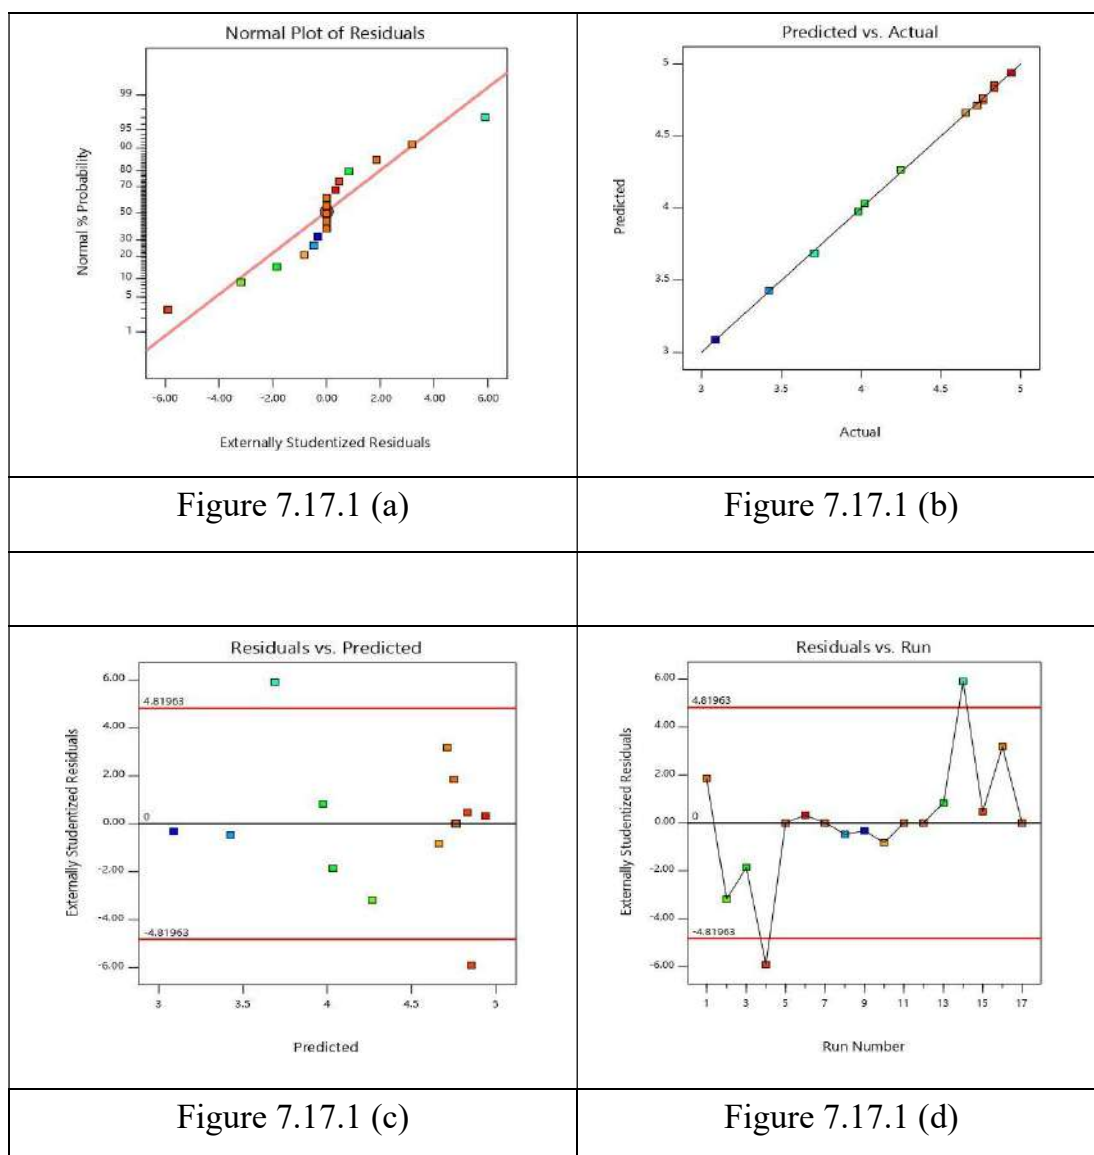 Normal Plot of Residuals
99
95
90
80
70
50
30
20
10
5
1
Normal % Probability
-6.00 -4.00 -2.00 0.00 2.00 4.00 6.00
Externally Studentized Residuals
Predicted vs. Actual
5
4.5
4
3.5
3
Predicted
3 3.5 4 4.5 5
Actual
Figure 7.17.1 (a)
Figure 7.17.1 (b)
Residuals vs. Predicted
6.00
4.00
2.00
0.00
-2.00
-4.00
-6.00
4.81963
0
-4.81963
Externally Studentized Residuals
3 3.5 4 4.5 5
Predicted
Residuals vs. Run
6.00
4.00
2.00
0.00
-2.00
-4.00
-6.00
4.81963
0
-4.81963
Externally Studentized Residuals
1 3 5 7 9 11 13 15 17
Run Number
Figure 7.17.1 (c)
Figure 7.17.1 (d)